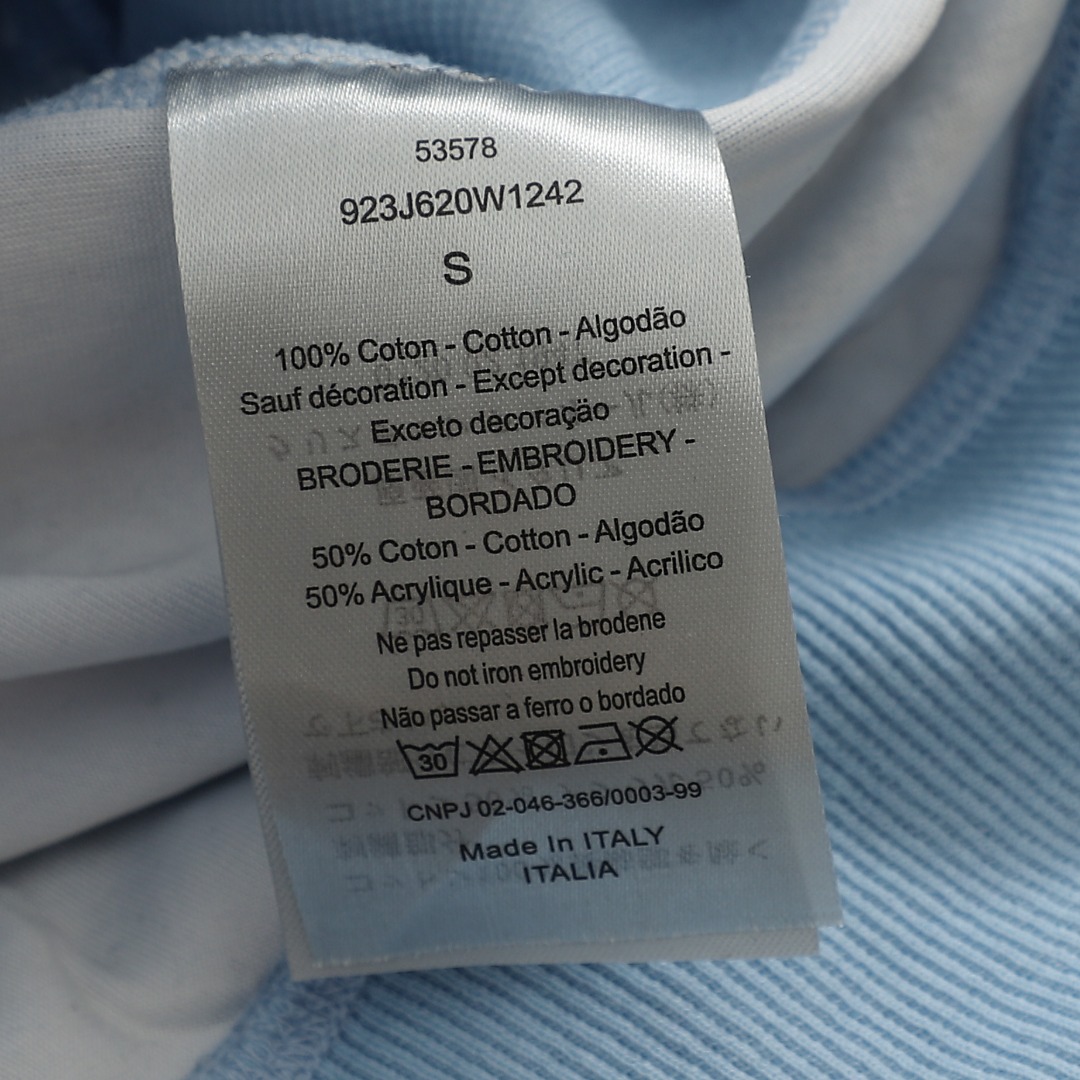 53578
923J620W1242
S
100% Coton - Cotton - Algodão
Sauf décoration - Except decoration -
Exceto decoração
BRODERIE - EMBROIDERY -
BORDADO
50% Coton - Cotton - Algodão
50% Acrylique - Acrylic - Acrilico
Ne pas repasser la brodene
Do not iron embroidery
Não passar a ferro o bordado
30
CNPJ 02-046-366/0003-99
Made In ITALY
ITALIA